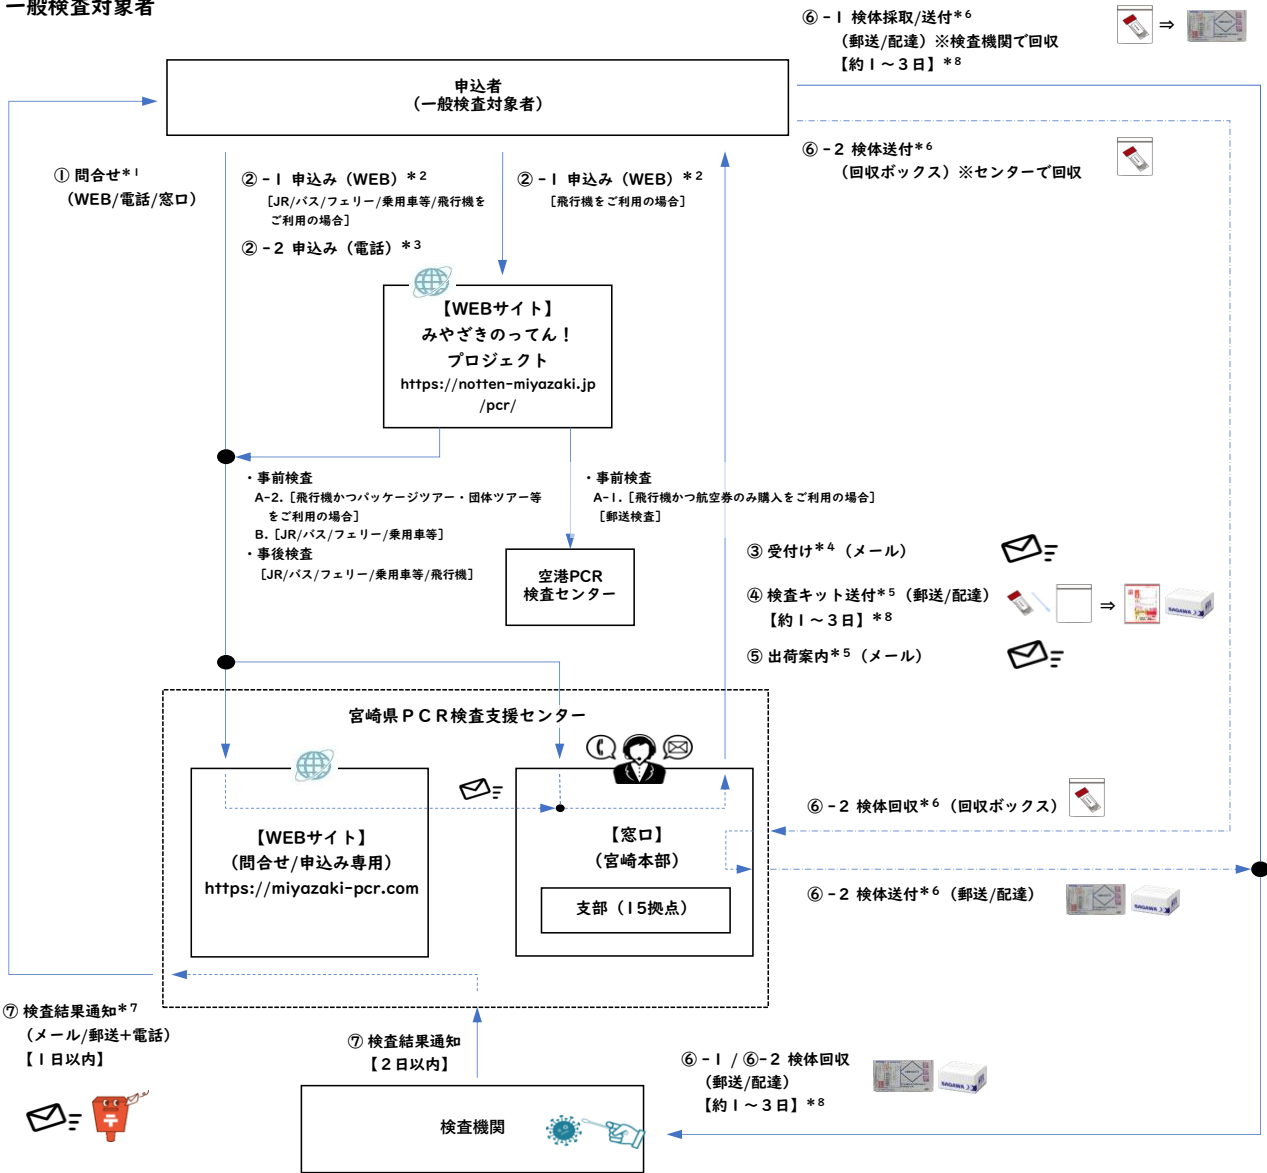 一般検査対象者
⑥-1 検体採取/送付*6
(郵送/配達)※検査機関で回収
【約1～3日】*8
⇒
申込者
(一般検査対象者)
① 問合せ*1
(WEB/電話/窓口)
②-1 申込み(WEB)*2
[JR/バス/フェリー/乗用車等/飛行機を
ご利用の場合]
②-2 申込み(電話)*3
②-1 申込み(WEB)*2
[飛行機をご利用の場合]
⑥-2 検体送付*6
(回収ボックス)※センターで回収
【WEBサイト】
みやざきのってん!
プロジェクト
https://notten-miyazaki.jp
/pcr/
・事前検査
A-2. [飛行機かつパッケージツアー・団体ツアー等
をご利用の場合]
B. [JR/バス/フェリー/乗用車等]
・事後検査
[JR/バス/フェリー/乗用車等/飛行機]
・事前検査
A-1. [飛行機かつ航空券のみ購入をご利用の場合]
[郵送検査]
空港PCR
検査センター
③ 受付け*4(メール)
④ 検査キット送付*5(郵送/配達)
【約1～3日】*8
⇒
SAGAWA
⑤ 出荷案内*5(メール)
宮崎県PCR検査支援センター
【WEBサイト】
(問合せ/申込み専用)
https://miyazaki-pcr.com
【窓口】
(宮崎本部)
支部(15拠点)
⑥-2 検体回収*6(回収ボックス)
⑥-2 検体送付*6(郵送/配達)
SAGAWA
⑦ 検査結果通知*7
(メール/郵送+電話)
【1日以内】
〒
⑦ 検査結果通知
【2日以内】
⑥-1 / ⑥-2 検体回収
(郵送/配達)
【約1～3日】*8
SAGAWA
検査機関